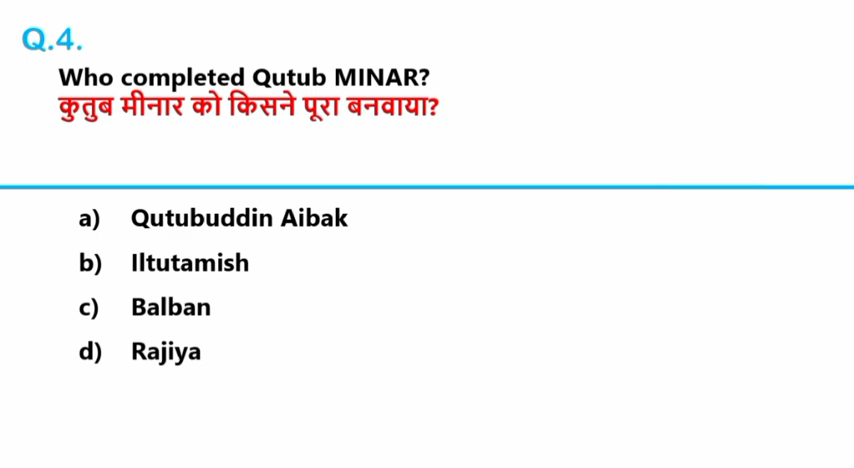 Q.4.
Who completed Qutub MINAR?
कुतुब मीनार को किसने पूरा बनवाया?
a) Qutubuddin Aibak
b) Iltutamish
c) Balban
d) Rajiya